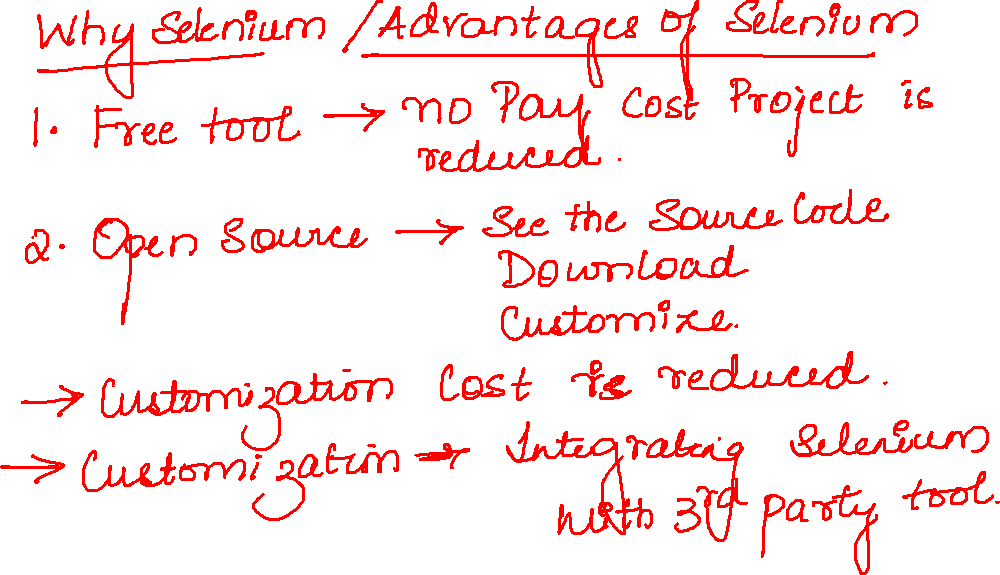 Why Selenium / Advantages of Selenium
1. Free tool → no Pay Cost Project is
reduced.
2. Open Source → See the Source Code
Download
Customize.
→ Customization Cost is reduced.
→ Customization → Integrating Selenium
with 3rd party tool.